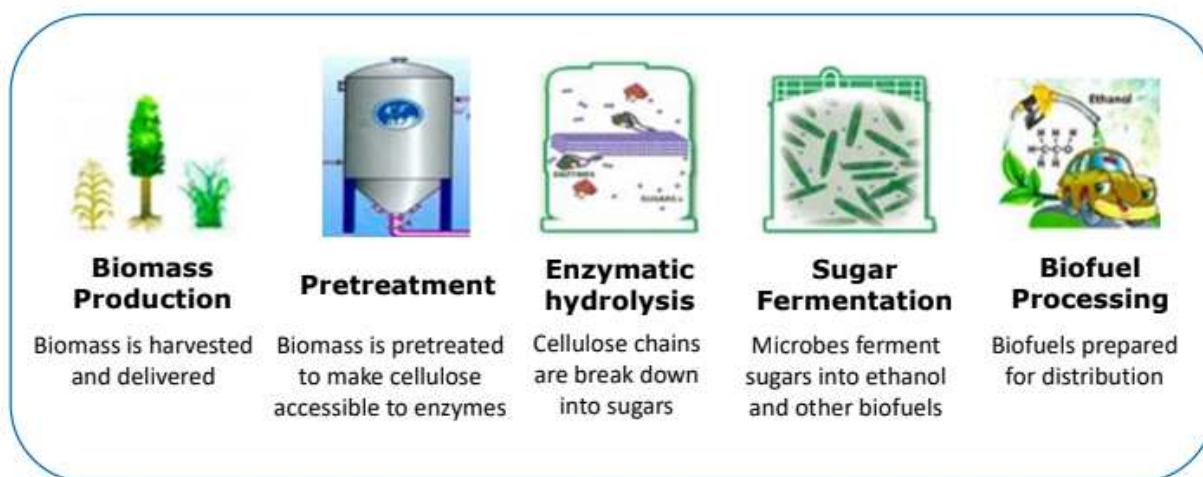 Biomass
Production
Biomass is harvested
and delivered
Pretreatment
Biomass is pretreated
to make cellulose
accessible to enzymes
ENZYMES
SUGARS
Enzymatic
hydrolysis
Cellulose chains
are break down
into sugars
Sugar
Fermentation
Microbes ferment
sugars into ethanol
and other biofuels
Ethanol
H H H
H-C-C-O
H H
Biofuel
Processing
Biofuels prepared
for distribution